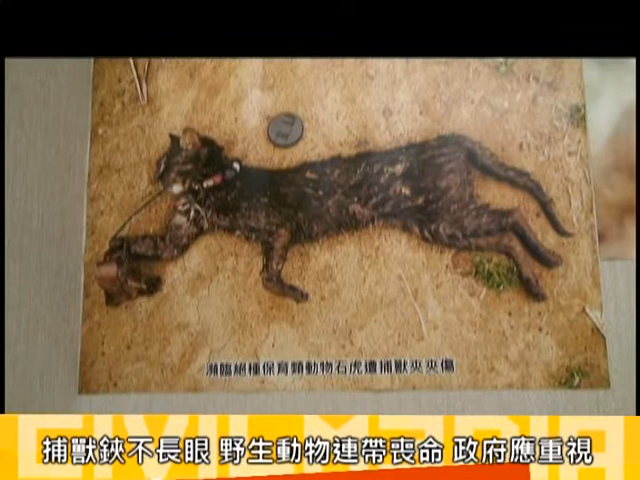 瀕臨絕種保育類動物石虎遭捕獸夾夾傷
捕獸鋏不長眼 野生動物連帶喪命 政府應重視